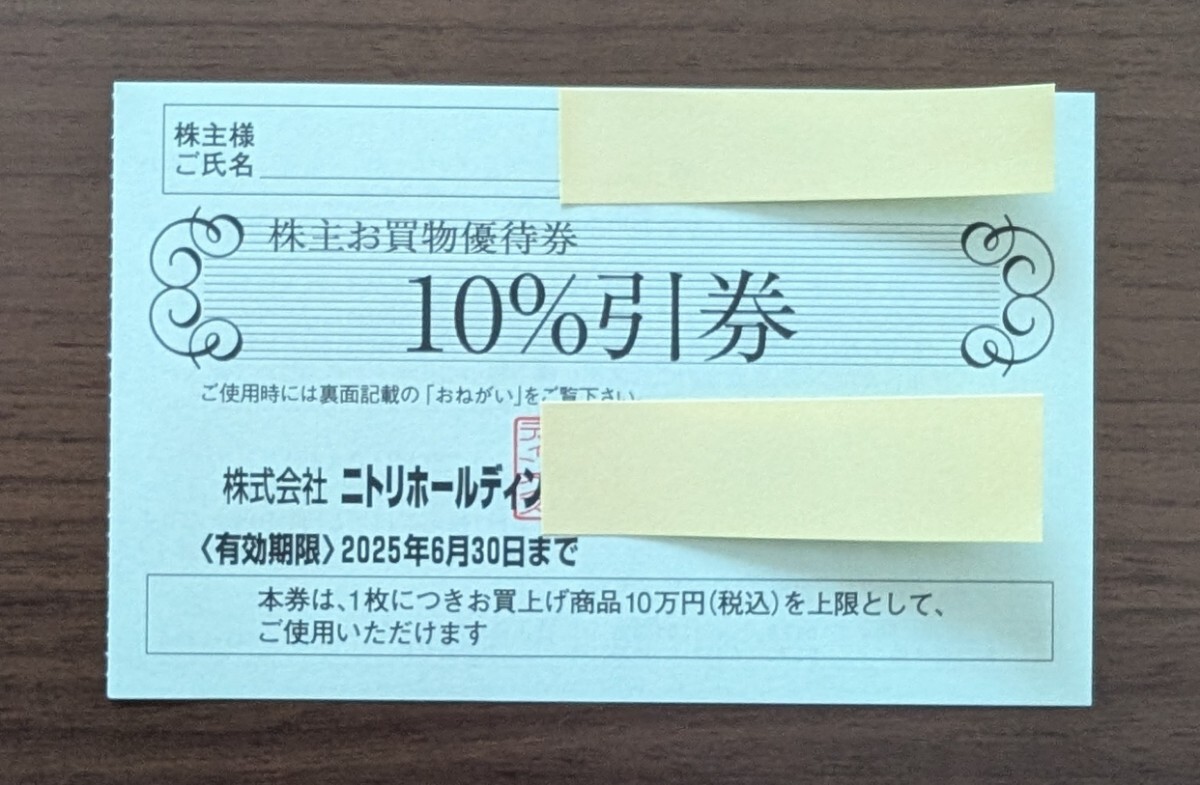 株主様
ご氏名
株主お買物優待券
10%引券
ご使用時には裏面記載の「おねがい」をご覧下さい。
株式会社 ニトリホールディン
〈有効期限〉2025年6月30日まで
本券は、1枚につきお買上げ商品10万円(税込)を上限として、
ご使用いただけます